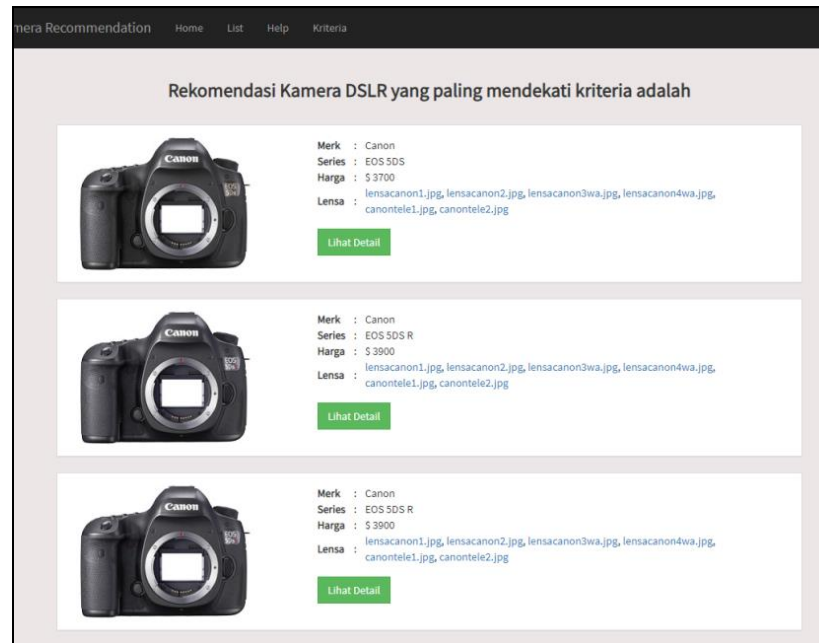 mera Recommendation Home List Help Kriteria
Rekomendasi Kamera DSLR yang paling mendekati kriteria adalah
Canon
Merk : Canon
Series : EOS 5DS
Harga : $ 3700
Lensa : lensacanon1.jpg, lensacanon2.jpg, lensacanon3wa.jpg, lensacanon4wa.jpg,
canontele1.jpg, canontele2.jpg
Lihat Detail
Canon
Merk : Canon
Series : EOS 5DS R
Harga : $ 3900
Lensa : lensacanon1.jpg, lensacanon2.jpg, lensacanon3wa.jpg, lensacanon4wa.jpg,
canontele1.jpg, canontele2.jpg
Lihat Detail
Canon
Merk : Canon
Series : EOS 5DS R
Harga : $ 3900
Lensa : lensacanon1.jpg, lensacanon2.jpg, lensacanon3wa.jpg, lensacanon4wa.jpg,
canontele1.jpg, canontele2.jpg
Lihat Detail